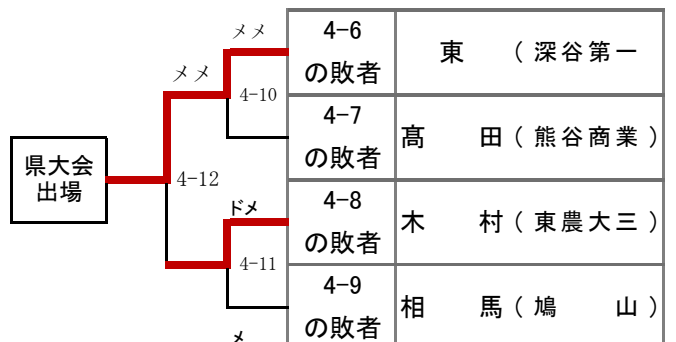 メメ
4-6
の敗者
東 （深谷第一
メメ
4-10
4-7
の敗者
髙 田（熊谷商業）
県大会
出場
4-12
ドメ
4-8
の敗者
木 村（東農大三）
4-11
4-9
の敗者
相 馬（鳩 山）
メ